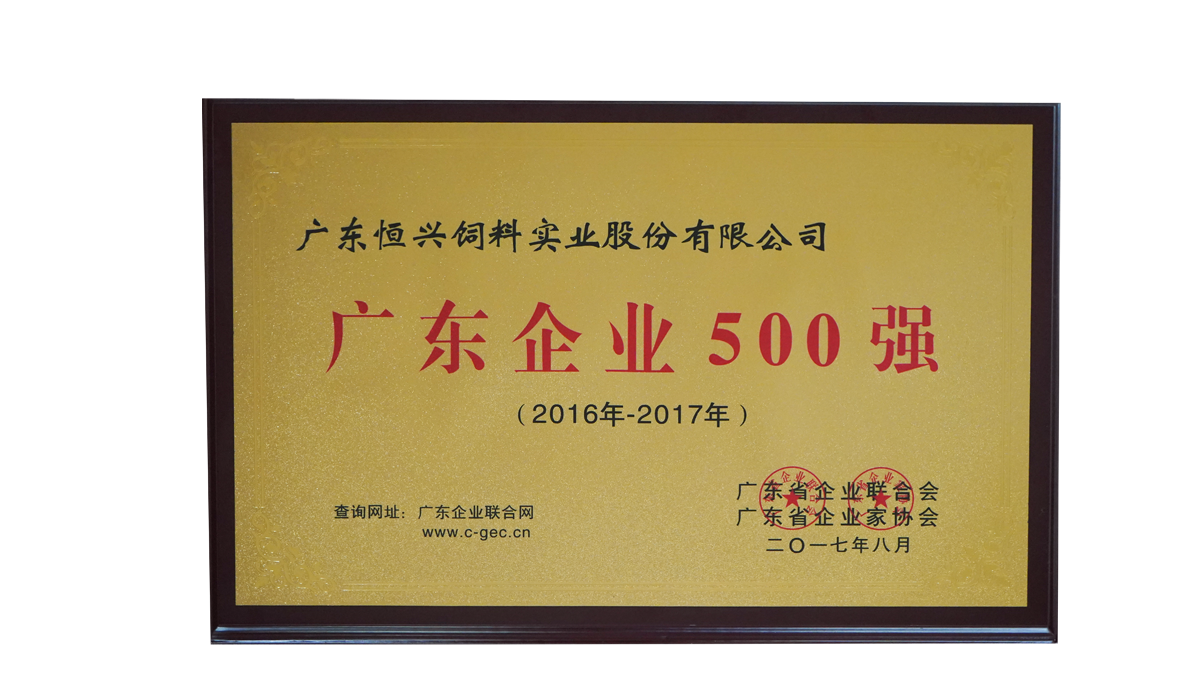 广东恒兴饲料实业股份有限公司
广东企业500强
（2016年-2017年）
查询网址：广东企业联合网
www.c-gec.cn
广东省企业联合会
广东省企业家协会
二〇一七年八月